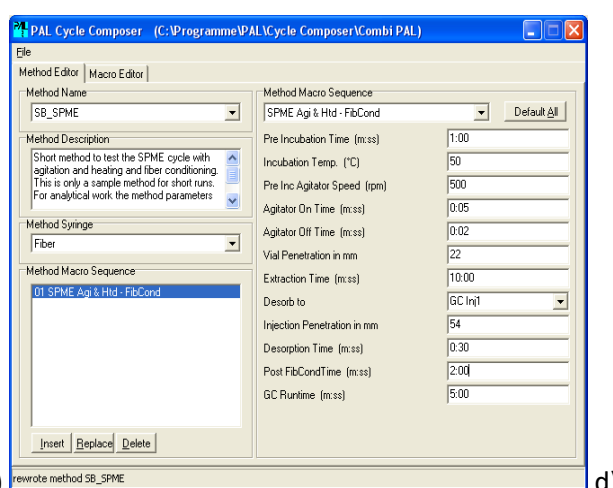 PAL Cycle Composer (C:\Programme\PAL\Cycle Composer\Combi PAL)
File
Method Editor Macro Editor
Method Name
SB_SPME
Method Description
Short method to test the SPME cycle with
agitation and heating and fiber conditioning.
This is only a sample method for short runs.
For analytical work the method parameters
Method Syringe
Fiber
Method Macro Sequence
01 SPME Agi & Htd - FibCond
Insert Replace Delete
Method Macro Sequence
SPME Agi & Htd - FibCond Default All
Pre Incubation Time (m:ss) 1:00
Incubation Temp. (°C) 50
Pre Inc Agitator Speed (rpm) 500
Agitator On Time (m:ss) 0:05
Agitator Off Time (m:ss) 0:02
Vial Penetration in mm 22
Extraction Time (m:ss) 10:00
Desorb to GC Inj1
Injection Penetration in mm 54
Desorption Time (m:ss) 0:30
Post FibCondTime (m:ss) 2:00
GC Runtime (m:ss) 5:00
rewrote method SB_SPME
) d)